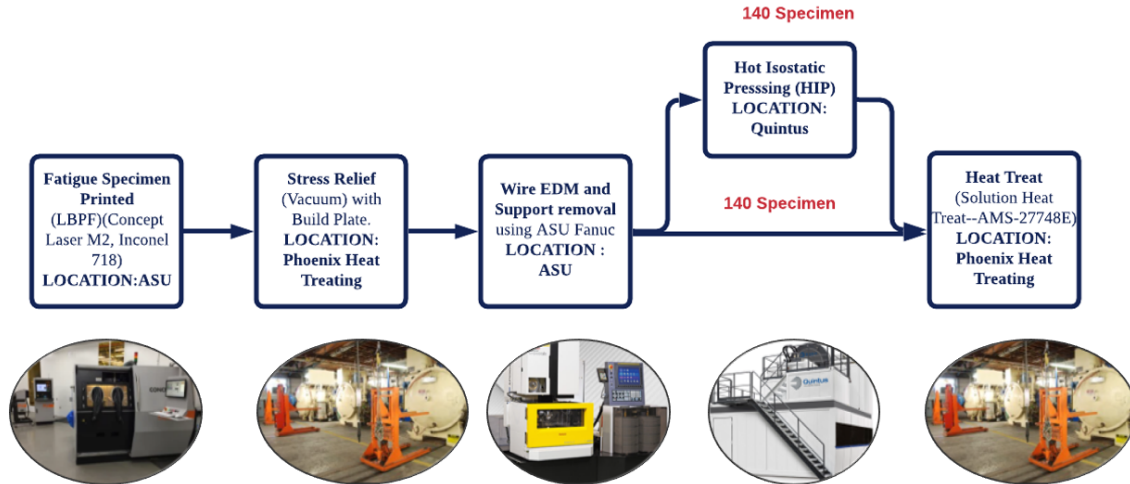 140 Specimen
Hot Isostatic
Presssing (HIP)
LOCATION:
Quintus
Fatigue Specimen
Printed
(LBPF)(Concept
Laser M2, Inconel
718)
LOCATION:ASU
Stress Relief
(Vacuum) with
Build Plate.
LOCATION:
Phoenix Heat
Treating
Wire EDM and
Support removal
using ASU Fanuc
LOCATION :
ASU
140 Specimen
Heat Treat
(Solution Heat
Treat--AMS-27748E)
LOCATION:
Phoenix Heat
Treating
Quintus